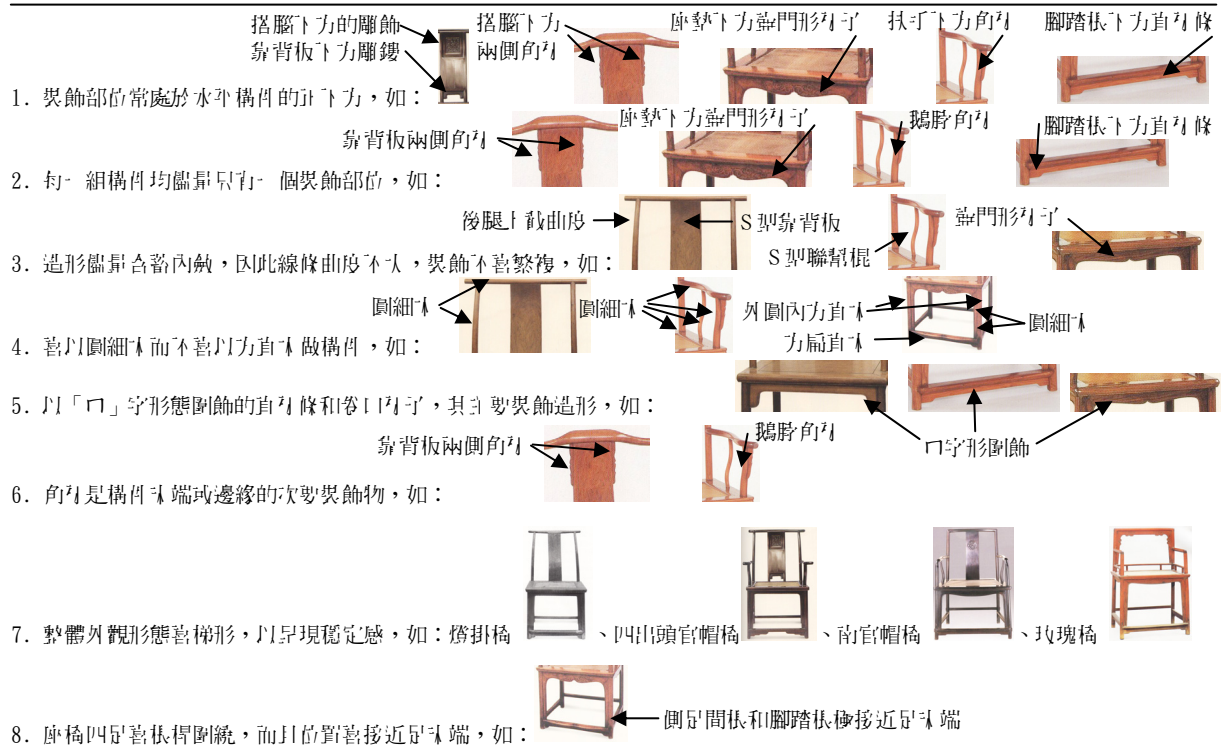 搭腦下方的雕飾
靠背板下方雕鏤
搭腦下方
兩側角牙
座墊下方壼門形牙子
扶手下方角牙
腳踏棖下方直牙條
1. 裝飾部位常處於水平構件的正下方，如：
靠背板兩側角牙
座墊下方壼門形牙子
鵝脖角牙
腳踏棖下方直牙條
2. 每一組構件均儘量只有一個裝飾部位，如：
後腿上截曲度
S型靠背板
S型聯幫棍
壼門形牙子
3. 造形儘量含蓄內斂，因此線條曲度不大，裝飾不喜繁複，如：
圓細木
圓細木
外圓內方直木
方扁直木
圓細木
4. 喜以圓細木而不喜以方直木做構件，如：
5. 以「ㄇ」字形態圍飾的直牙條和卷口牙子，其主要裝飾造形，如：
ㄇ字形圍飾
靠背板兩側角牙
鵝脖角牙
6. 角牙是構件末端或邊緣的次要裝飾物，如：
7. 整體外觀形態喜梯形，以呈現穩定感，如：燈掛椅、四出頭官帽椅、南官帽椅、玫瑰椅
8. 座椅四足喜棖桿圍繞，而且位置喜接近足末端，如：
側足間棖和腳踏棖極接近足末端